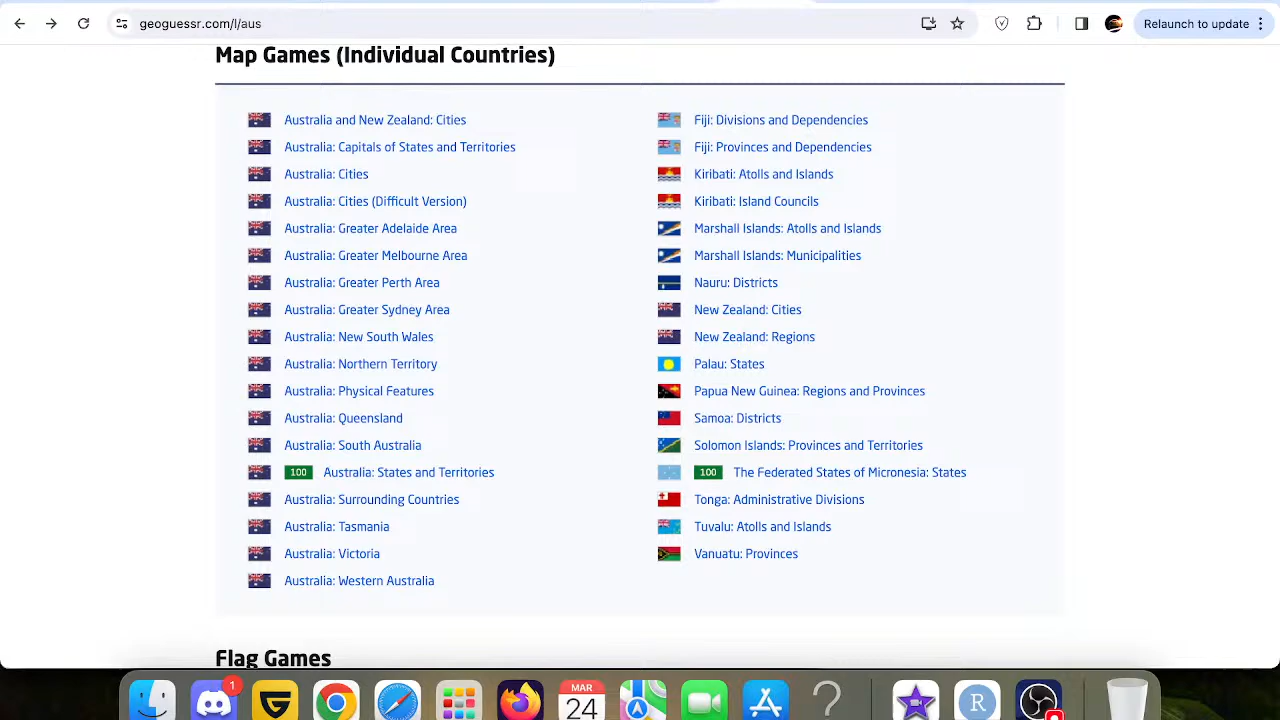 geoguessr.com/l/aus
Relaunch to update
Map Games (Individual Countries)
Australia and New Zealand: Cities
Australia: Capitals of States and Territories
Australia: Cities
Australia: Cities (Difficult Version)
Australia: Greater Adelaide Area
Australia: Greater Melbourne Area
Australia: Greater Perth Area
Australia: Greater Sydney Area
Australia: New South Wales
Australia: Northern Territory
Australia: Physical Features
Australia: Queensland
Australia: South Australia
100 Australia: States and Territories
Australia: Surrounding Countries
Australia: Tasmania
Australia: Victoria
Australia: Western Australia
Fiji: Divisions and Dependencies
Fiji: Provinces and Dependencies
Kiribati: Atolls and Islands
Kiribati: Island Councils
Marshall Islands: Atolls and Islands
Marshall Islands: Municipalities
Nauru: Districts
New Zealand: Cities
New Zealand: Regions
Palau: States
Papua New Guinea: Regions and Provinces
Samoa: Districts
Solomon Islands: Provinces and Territories
100 The Federated States of Micronesia: States
Tonga: Administrative Divisions
Tuvalu: Atolls and Islands
Vanuatu: Provinces
Flag Games
1
MAR
24
?
R